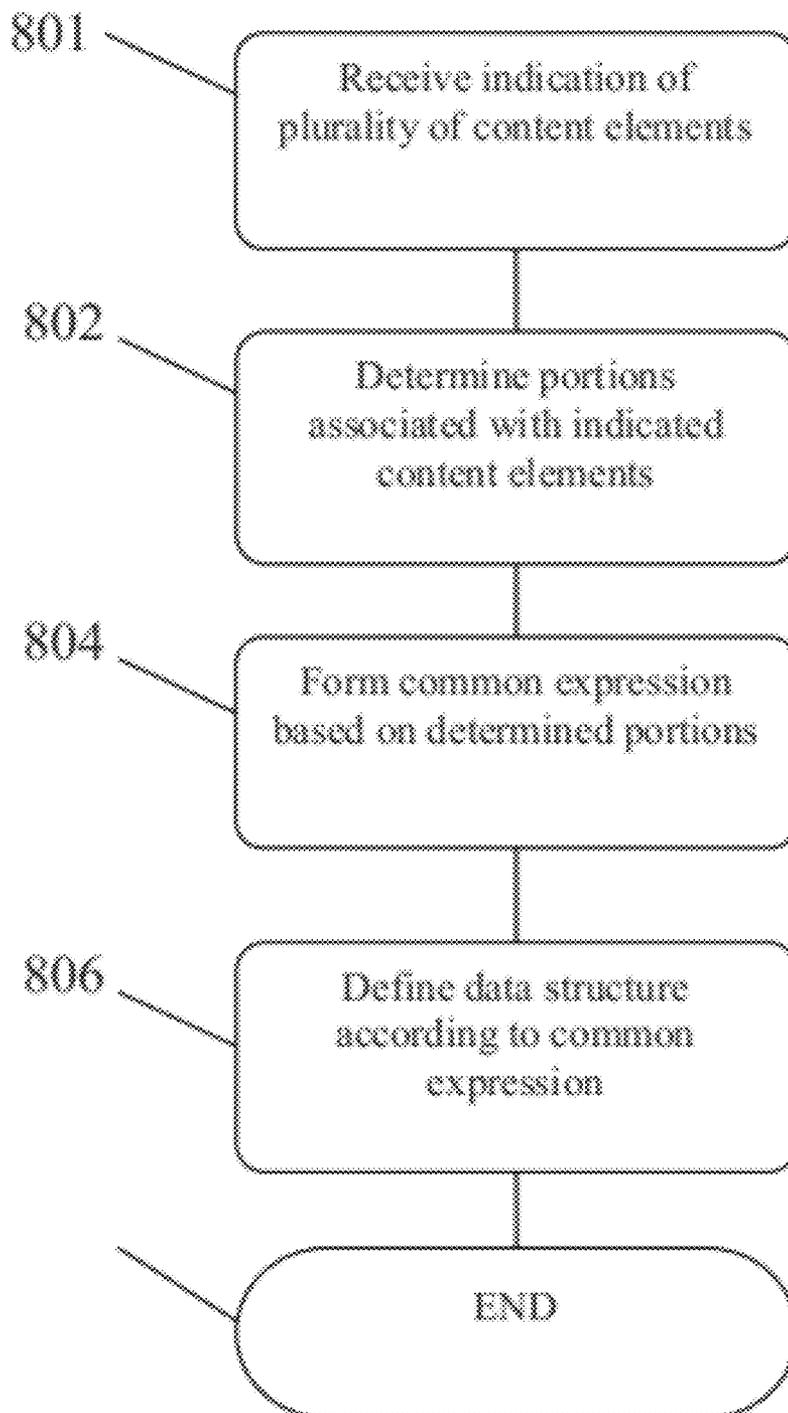 801
Receive indication of
plurality of content elements
802
Determine portions
associated with indicated
content elements
804
Form common expression
based on determined portions
806
Define data structure
according to common
expression
END